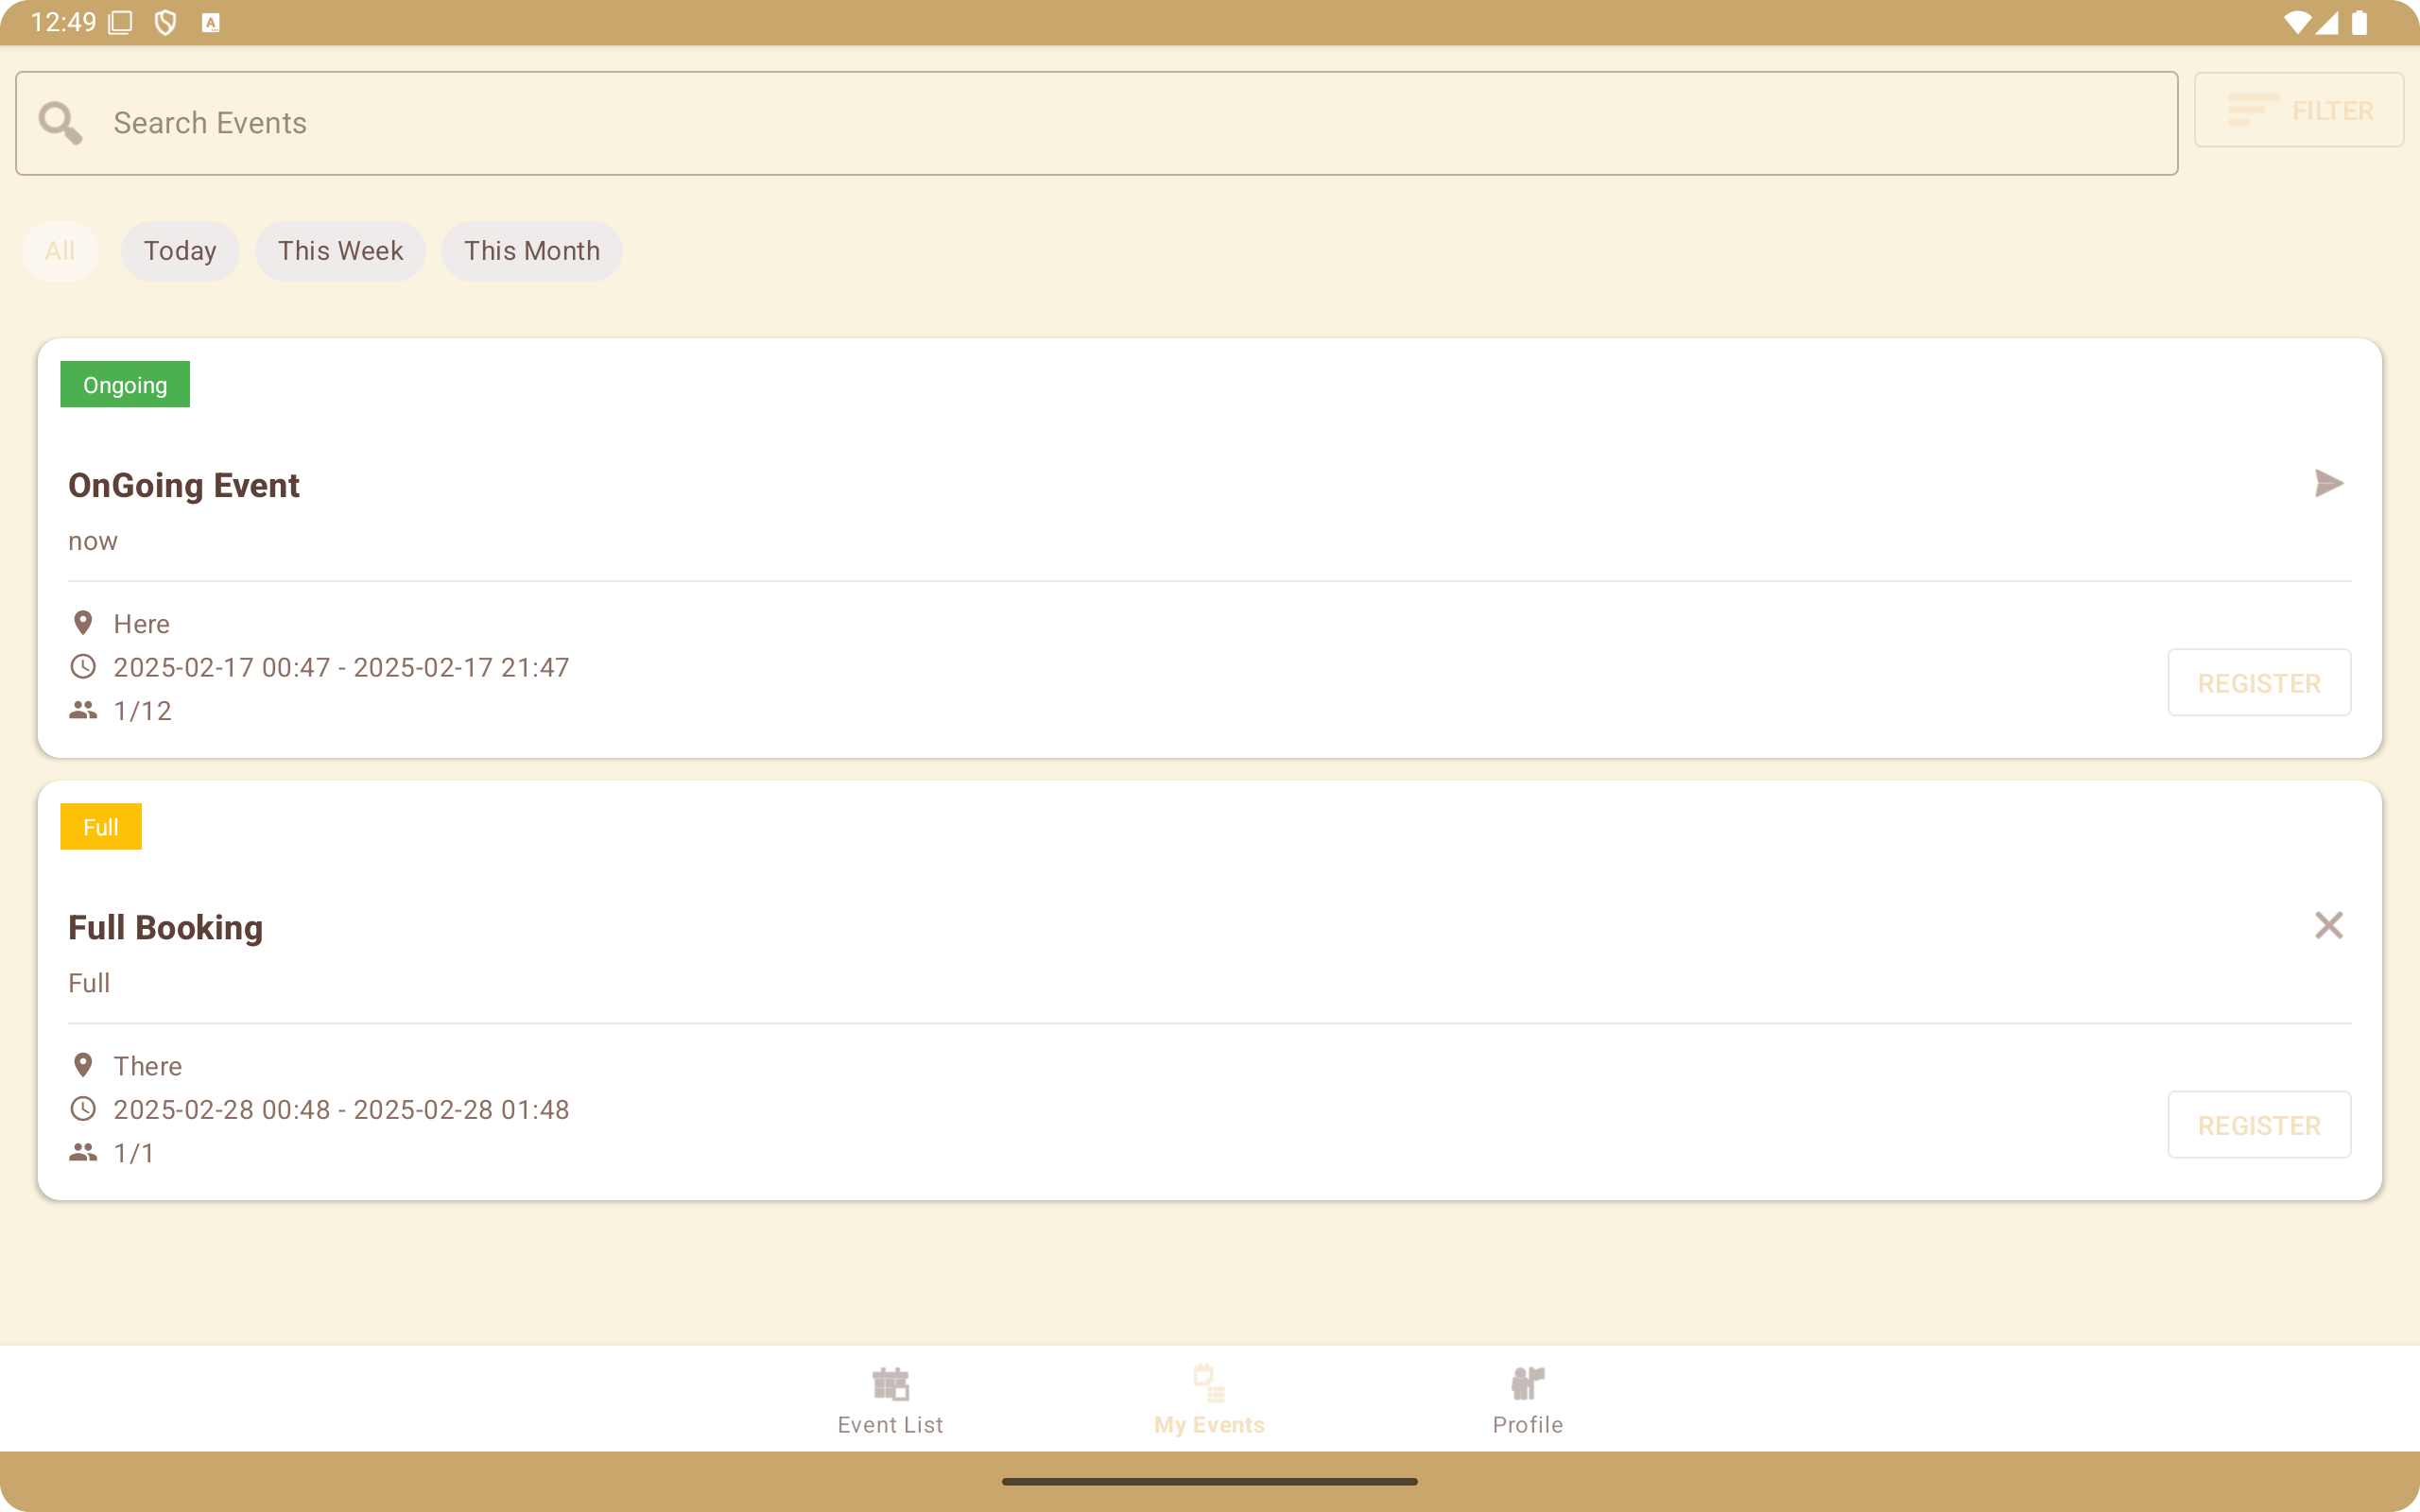 12:49
Search Events
FILTER
All
Today
This Week
This Month
Ongoing
OnGoing Event
now
Here
2025-02-17 00:47 - 2025-02-17 21:47
1/12
REGISTER
Full
Full Booking
Full
There
2025-02-28 00:48 - 2025-02-28 01:48
1/1
REGISTER
Event List
My Events
Profile